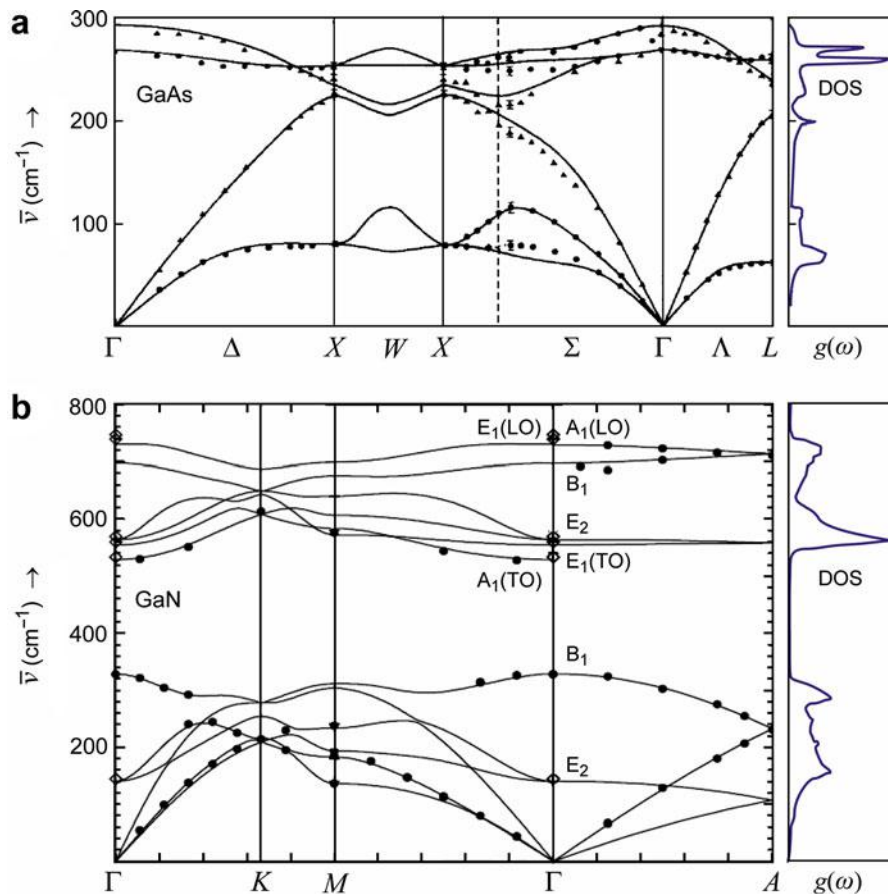 a
300
200
100
ν̅ (cm⁻¹) →
GaAs
DOS
Γ Δ X W X Σ Γ Λ L g(ω)
b
800
600
400
200
ν̅ (cm⁻¹) →
E₁(LO) A₁(LO)
B₁
E₂
E₁(TO)
A₁(TO)
GaN
DOS
B₁
E₂
Γ K M Γ A g(ω)